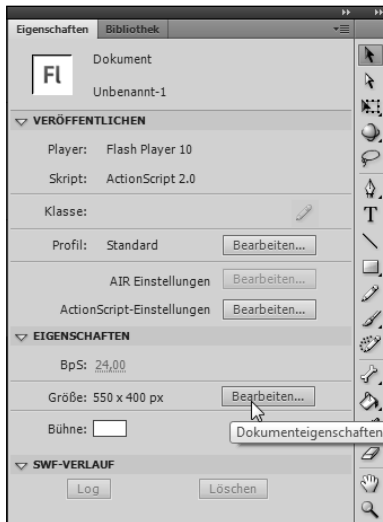 Eigenschaften Bibliothek
Fl
Dokument
Unbenannt-1
VERÖFFENTLICHEN
Player: Flash Player 10
Skript: ActionScript 2.0
Klasse:
Profil: Standard Bearbeiten...
AIR Einstellungen Bearbeiten...
ActionScript-Einstellungen Bearbeiten...
EIGENSCHAFTEN
BpS: 24,00
Größe: 550 x 400 px Bearbeiten...
Bühne:
Dokumenteigenschaften
SWF-VERLAUF
Log Löschen
T